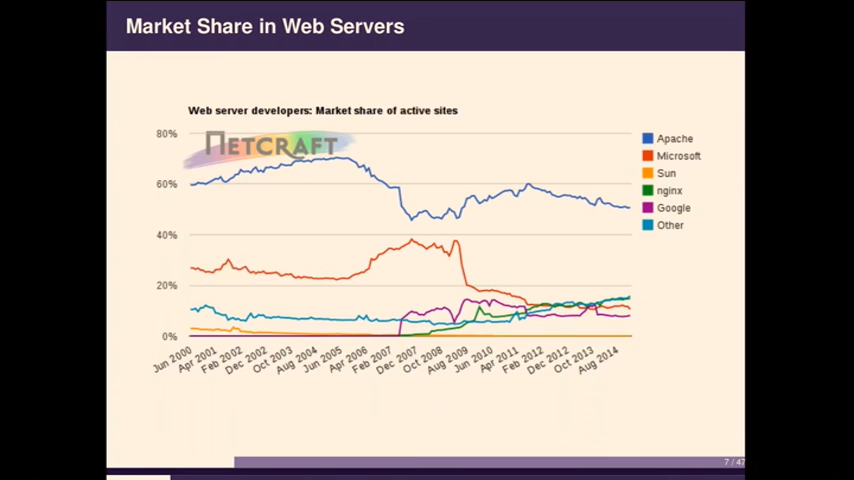 Market Share in Web Servers
Web server developers: Market share of active sites
NETCRAFT
80%
60%
40%
20%
0%
Apache
Microsoft
Sun
nginx
Google
Other
Jun 2000
Apr 2001
Feb 2002
Dec 2002
Oct 2003
Aug 2004
Jun 2005
Apr 2006
Feb 2007
Dec 2007
Oct 2008
Aug 2009
Jun 2010
Apr 2011
Feb 2012
Dec 2012
Oct 2013
Aug 2014
7 / 47